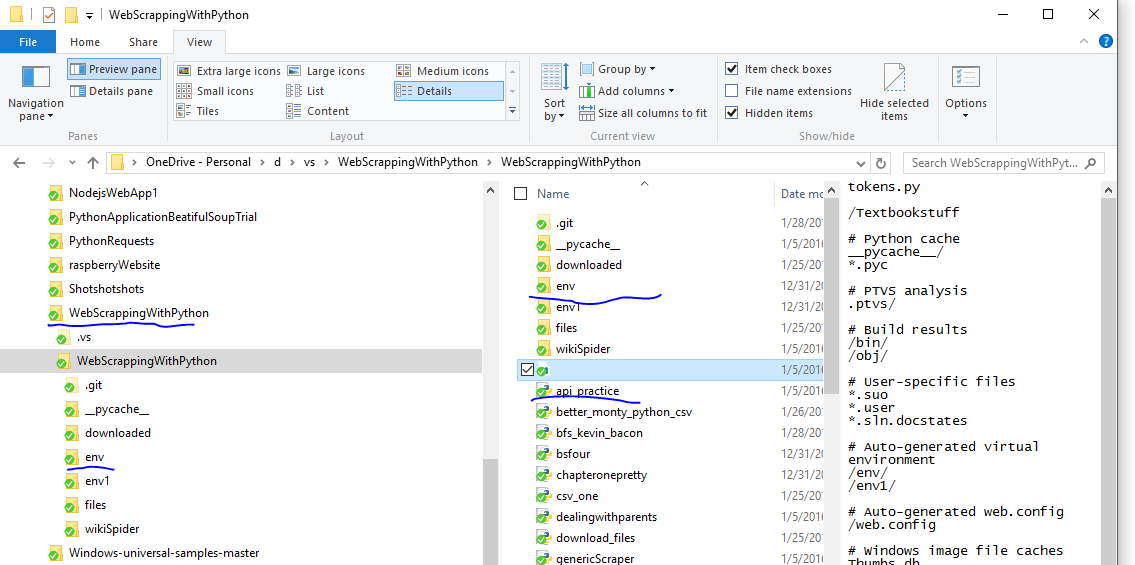 WebScrappingWithPython
File
Home
Share
View
Navigation pane
Preview pane
Details pane
Panes
Extra large icons
Large icons
Medium icons
Small icons
List
Details
Tiles
Content
Layout
Sort by
Group by
Add columns
Size all columns to fit
Current view
Item check boxes
File name extensions
Hidden items
Hide selected items
Show/hide
Options
OneDrive - Personal > d > vs > WebScrappingWithPython > WebScrappingWithPython
Search WebScrappingWithPyt...
NodejsWebApp1
PythonApplicationBeatifulSoupTrial
PythonRequests
raspberryWebsite
Shotshotshots
WebScrappingWithPython
.vs
WebScrappingWithPython
.git
__pycache__
downloaded
env
env1
files
wikiSpider
Windows-universal-samples-master
Name Date mo
.git 1/28/201
__pycache__ 1/5/2016
downloaded 1/25/201
env 12/31/20
env1 12/31/20
files 1/25/201
wikiSpider 1/5/2016
1/5/2016
api_practice 1/5/2016
better_monty_python_csv 1/26/201
bfs_kevin_bacon 1/28/201
bsfour 12/31/20
chapteronepretty 12/31/20
csv_one 1/25/201
dealingwithparents 1/5/2016
download_files 1/25/201
genericScraper 1/5/2016
tokens.py
/Textbookstuff
# Python cache
__pycache__/
*.pyc
# PTVS analysis
.ptvs/
# Build results
/bin/
/obj/
# User-specific files
*.suo
*.user
*.sln.docstates
# Auto-generated virtual
environment
/env/
/env1/
# Auto-generated web.config
/web.config
# Windows image file caches
Thumbs.db